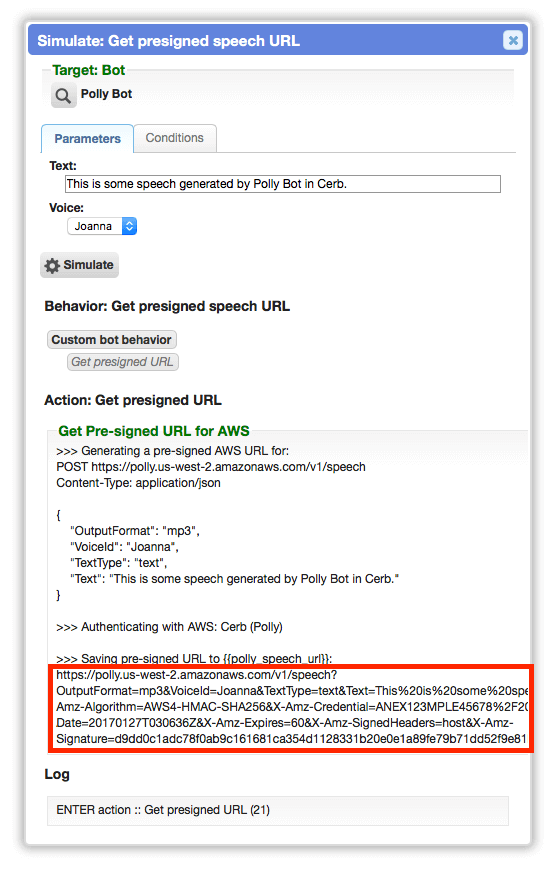 Simulate: Get presigned speech URL
Target: Bot
Polly Bot
Parameters
Conditions
Text:
This is some speech generated by Polly Bot in Cerb.
Voice:
Joanna
Simulate
Behavior: Get presigned speech URL
Custom bot behavior
Get presigned URL
Action: Get presigned URL
Get Pre-signed URL for AWS
>>> Generating a pre-signed AWS URL for:
POST https://polly.us-west-2.amazonaws.com/v1/speech
Content-Type: application/json
{
"OutputFormat": "mp3",
"VoiceId": "Joanna",
"TextType": "text",
"Text": "This is some speech generated by Polly Bot in Cerb."
}
>>> Authenticating with AWS: Cerb (Polly)
>>> Saving pre-signed URL to {{polly_speech_url}}:
https://polly.us-west-2.amazonaws.com/v1/speech?
OutputFormat=mp3&VoiceId=Joanna&TextType=text&Text=This%20is%20some%20spe
Amz-Algorithm=AWS4-HMAC-SHA256&X-Amz-Credential=ANEX123MPLE45678%2F20
Date=20170127T030636Z&X-Amz-Expires=60&X-Amz-SignedHeaders=host&X-Amz-
Signature=d9dd0c1adc78f0ab9c161681ca354d1128331b20e0e1a89fe79b71dd52f9e81
Log
ENTER action :: Get presigned URL (21)